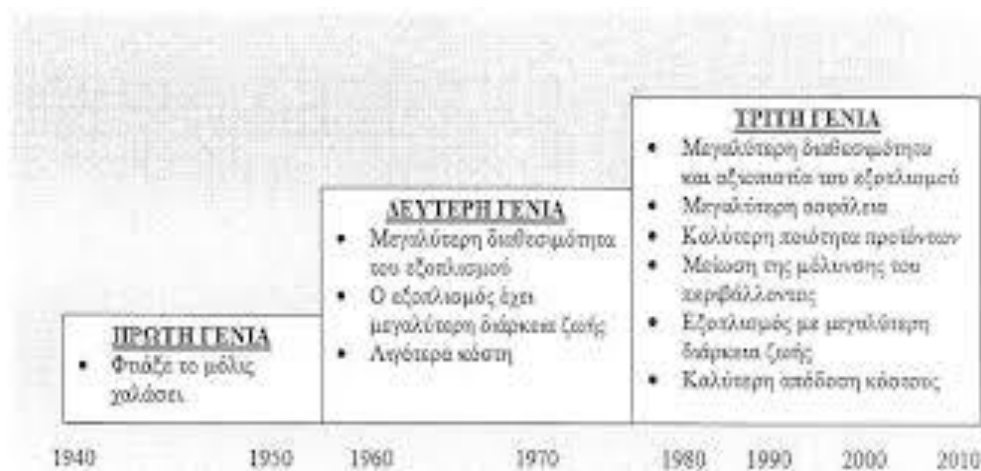 ΤΡΙΤΗ ΓΕΝΙΑ
• Μεγαλύτερη διαθεσιμότητα
και αξιοπιστία του εξοπλισμού
• Μεγαλύτερη ασφάλεια
• Καλύτερη ποιότητα προϊόντων
• Μείωση της μόλυνσης του
περιβάλλοντος
• Εξοπλισμός με μεγαλύτερη
διάρκεια ζωής
• Καλύτερη απόδοση κόστους
ΔΕΥΤΕΡΗ ΓΕΝΙΑ
• Μεγαλύτερη διαθεσιμότητα
του εξοπλισμού
• Ο εξοπλισμός έχει
μεγαλύτερη διάρκεια ζωής
• Λιγότερα κόστη
ΠΡΩΤΗ ΓΕΝΙΑ
• Φτιάξε το μόλις
χαλάσει
1940 1950 1960 1970 1980 1990 2000 2010